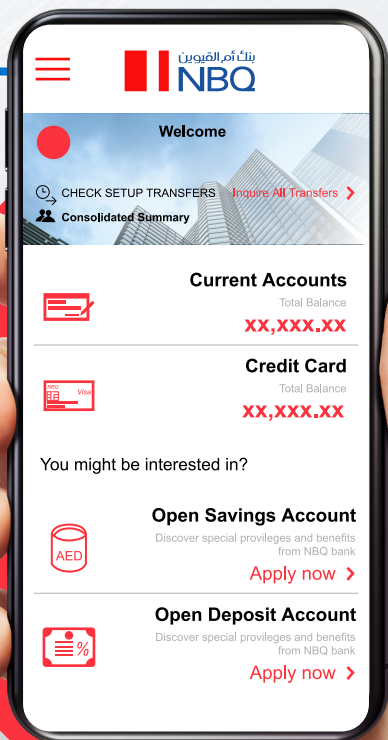 بنك أم القيوين
NBQ
Welcome
CHECK SETUP TRANSFERS Inquire All Transfers >
Consolidated Summary
Current Accounts
Total Balance
xx,xxx.xx
Credit Card
Total Balance
xx,xxx.xx
NBQ
Visa
You might be interested in?
Open Savings Account
Discover special provileges and benefits
from NBQ bank
Apply now >
AED
Open Deposit Account
Discover special provileges and benefits
from NBQ bank
Apply now >
%